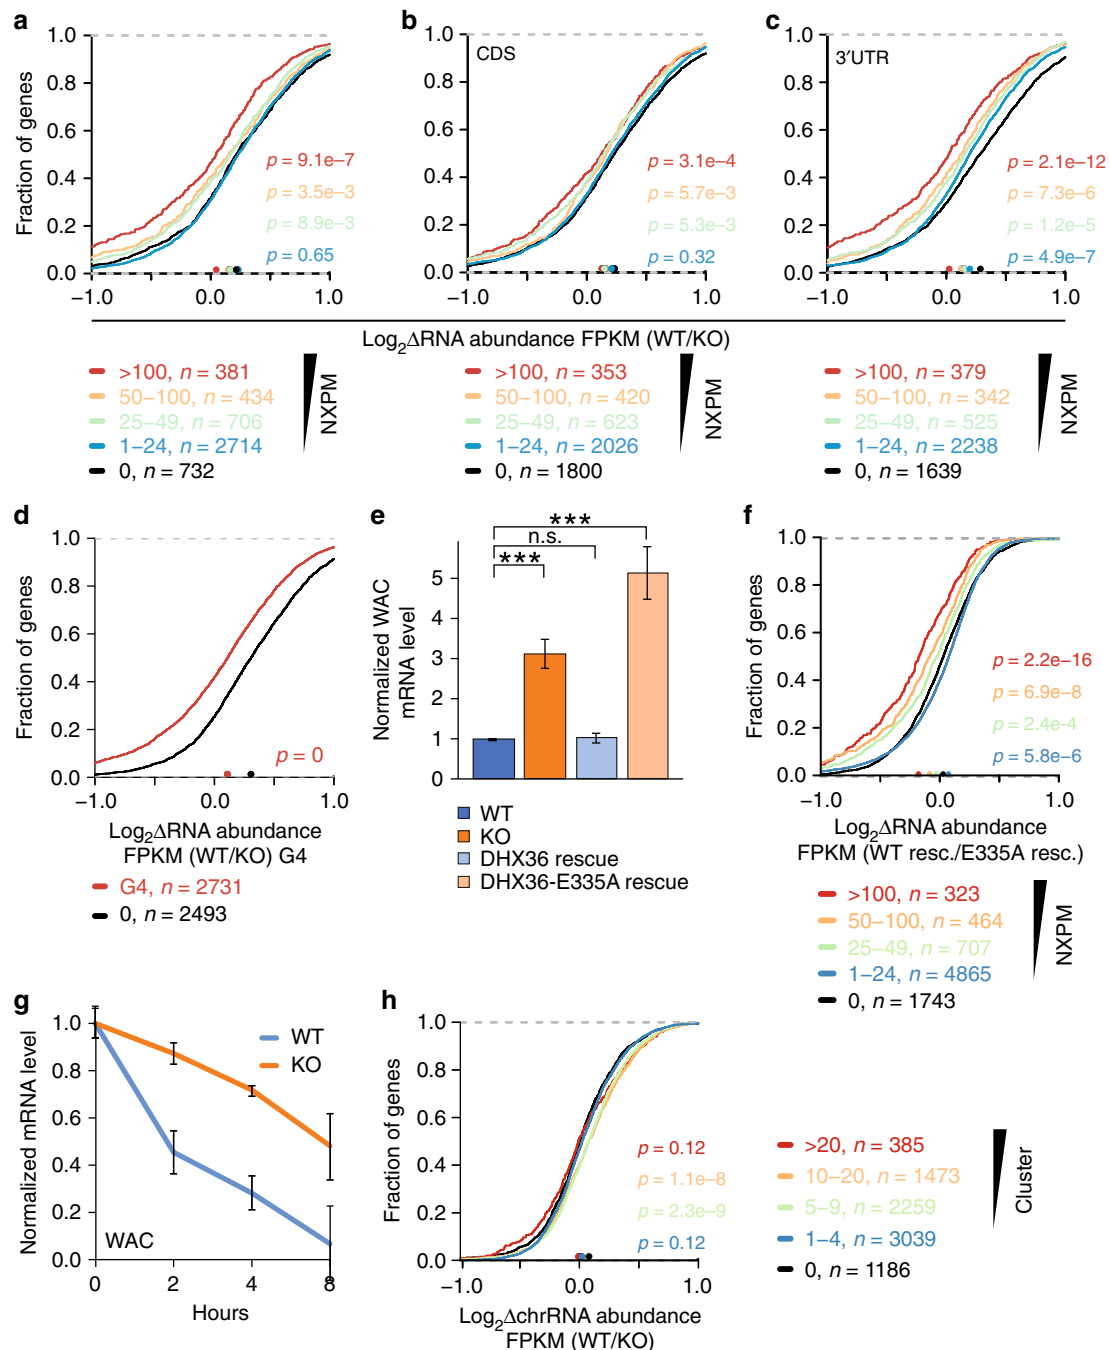 a
Fraction of genes
1.0
0.8
0.6
0.4
0.2
0.0
p = 9.1e–7
p = 3.5e–3
p = 8.9e–3
p = 0.65
−1.0
0.0
1.0
b
CDS
1.0
0.8
0.6
0.4
0.2
0.0
p = 3.1e–4
p = 5.7e–3
p = 5.3e–3
p = 0.32
−1.0
0.0
1.0
c
3′UTR
1.0
0.8
0.6
0.4
0.2
0.0
p = 2.1e–12
p = 7.3e–6
p = 1.2e–5
p = 4.9e–7
−1.0
0.0
1.0
Log2ΔRNA abundance FPKM (WT/KO)
>100, n = 381
50–100, n = 434
25–49, n = 706
1–24, n = 2714
0, n = 732
NXPM
>100, n = 353
50–100, n = 420
25–49, n = 623
1–24, n = 2026
0, n = 1800
NXPM
>100, n = 379
50–100, n = 342
25–49, n = 525
1–24, n = 2238
0, n = 1639
NXPM
d
Fraction of genes
1.0
0.8
0.6
0.4
0.2
0.0
p = 0
−1.0
0.0
1.0
Log2ΔRNA abundance
FPKM (WT/KO) G4
G4, n = 2731
0, n = 2493
e
Normalized WAC
mRNA level
5
4
3
2
1
0
***
n.s.
***
WT
KO
DHX36 rescue
DHX36-E335A rescue
f
Fraction of genes
1.0
0.8
0.6
0.4
0.2
0.0
p = 2.2e−16
p = 6.9e–8
p = 2.4e-4
p = 5.8e–6
−1.0
0.0
1.0
Log2ΔRNA abundance
FPKM (WT resc./E335A resc.)
>100, n = 323
50–100, n = 464
25–49, n = 707
1–24, n = 4865
0, n = 1743
NXPM
g
Normalized mRNA level
1.0
0.8
0.6
0.4
0.2
0.0
WT
KO
WAC
0
2
4
8
Hours
h
Fraction of genes
1.0
0.8
0.6
0.4
0.2
0.0
p = 0.12
p = 1.1e–8
p = 2.3e–9
p = 0.12
−1.0
0.0
1.0
Log2ΔchrRNA abundance
FPKM (WT/KO)
>20, n = 385
10–20, n = 1473
5–9, n = 2259
1–4, n = 3039
0, n = 1186
Cluster